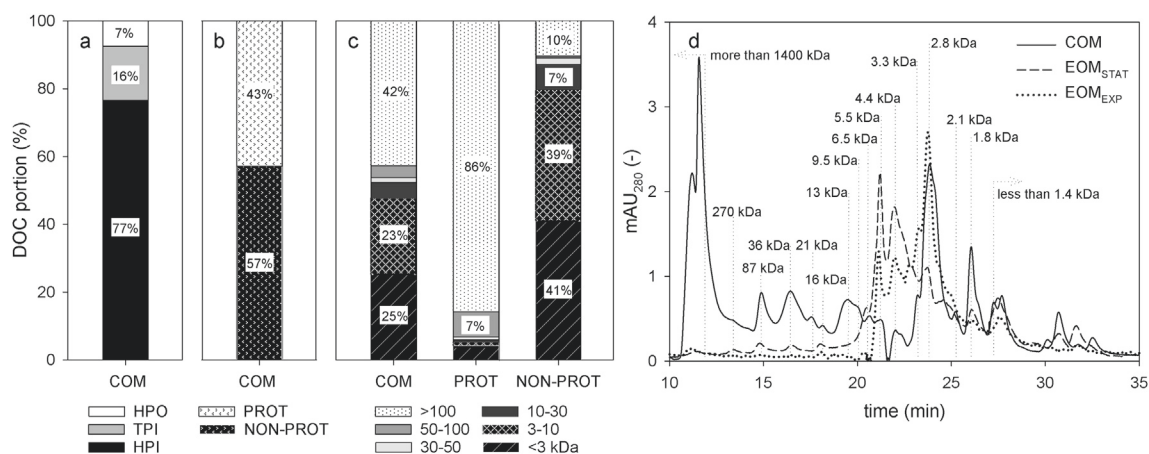 a
b
c
d
DOC portion (%)
100
80
60
40
20
0
7%
16%
77%
COM
43%
57%
COM
42%
23%
25%
COM
86%
7%
PROT
10%
7%
39%
41%
NON-PROT
HPO
TPI
HPI
PROT
NON-PROT
>100
50-100
30-50
10-30
3-10
<3 kDa
mAU280 (-)
4
3
2
1
0
10
15
20
25
30
35
time (min)
more than 1400 kDa
270 kDa
87 kDa
36 kDa
21 kDa
16 kDa
13 kDa
9.5 kDa
6.5 kDa
5.5 kDa
4.4 kDa
3.3 kDa
2.8 kDa
2.1 kDa
1.8 kDa
less than 1.4 kDa
COM
EOMSTAT
EOMEXP